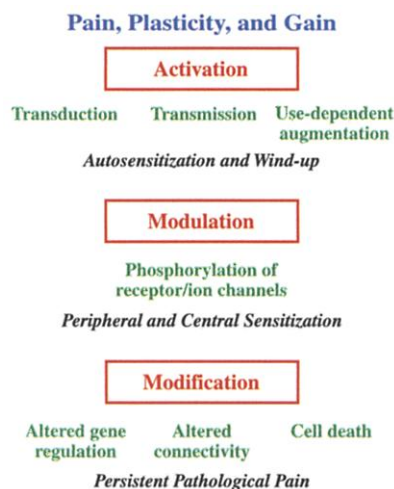 Pain, Plasticity, and Gain
Activation
Transduction Transmission Use-dependent
augmentation
Autosensitization and Wind-up
Modulation
Phosphorylation of
receptor/ion channels
Peripheral and Central Sensitization
Modification
Altered gene Altered Cell death
regulation connectivity
Persistent Pathological Pain